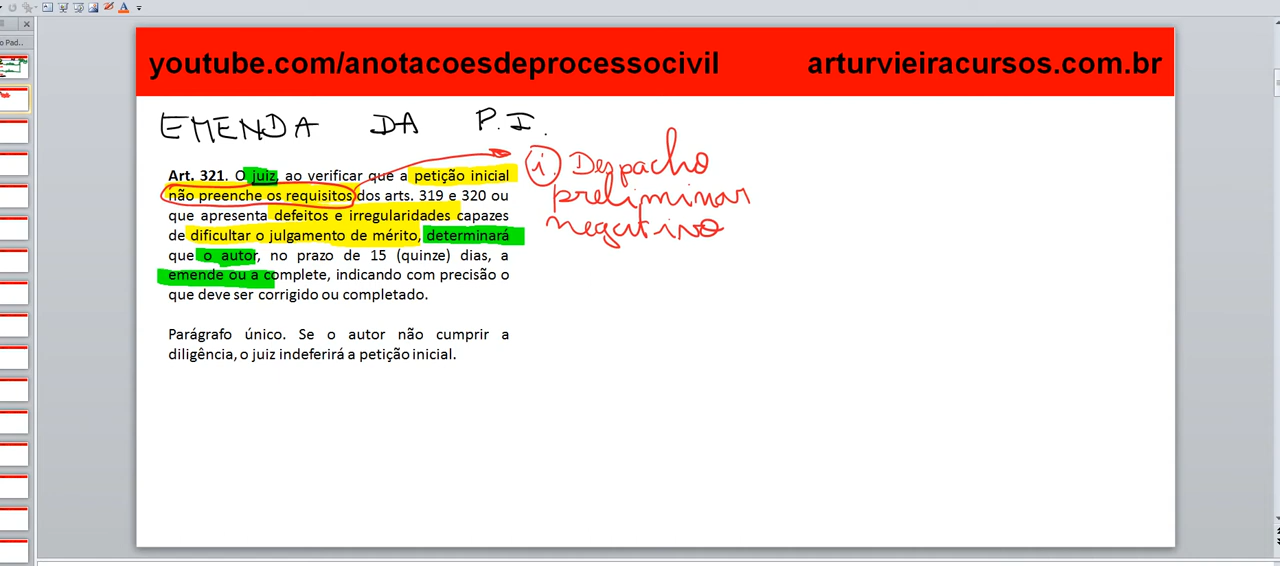 o Pad...
youtube.com/anotacoesdeprocessocivil arturvieiracursos.com.br
EMENDA DA P.I.
Art. 321. O juiz, ao verificar que a petição inicial
não preenche os requisitos dos arts. 319 e 320 ou
que apresenta defeitos e irregularidades capazes
de dificultar o julgamento de mérito, determinará
que o autor, no prazo de 15 (quinze) dias, a
emende ou a complete, indicando com precisão o
que deve ser corrigido ou completado.
Parágrafo único. Se o autor não cumprir a
diligência, o juiz indeferirá a petição inicial.
i. Despacho
preliminar
negativo